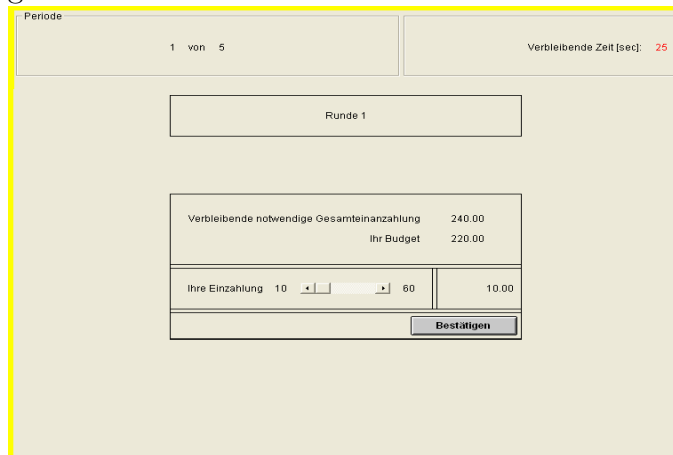 Periode
1 von 5
Verbleibende Zeit [sec]: 25
Runde 1
Verbleibende notwendige Gesamteinanzahlung 240.00
Ihr Budget 220.00
Ihre Einzahlung 10 60 10.00
Bestätigen